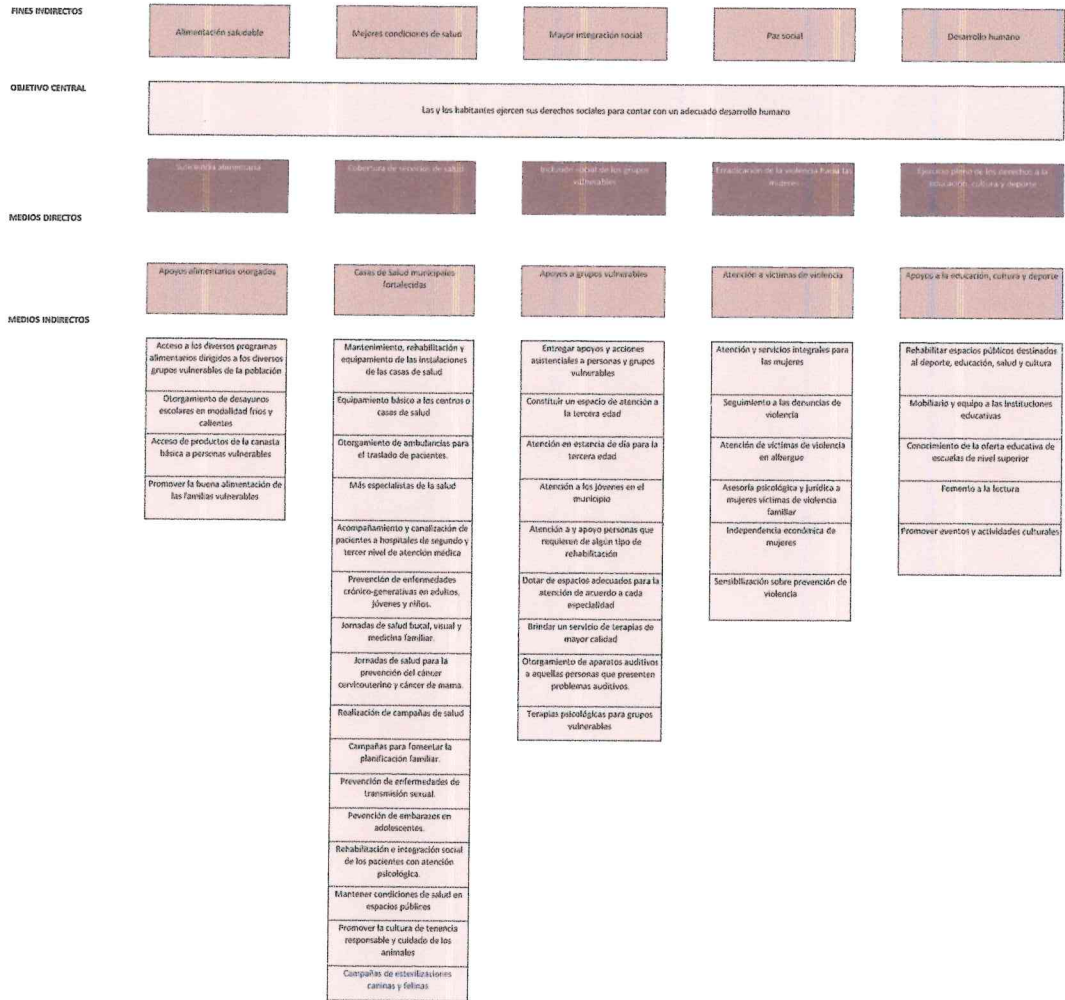 FINES INDIRECTOS
Alimentación saludable
Mejores condiciones de salud
Mayor integración social
Paz social
Desarrollo humano
OBJETIVO CENTRAL
Las y los habitantes ejercen sus derechos sociales para contar con un adecuado desarrollo humano
alimentaria
Cobertura de servicios de salud
Inclusión social de los grupos
vulnerables
Erradicación de la violencia hacia las
mujeres
Ejercicio pleno de los derechos a la
educación, cultura y deporte
MEDIOS DIRECTOS
Apoyos alimentarios otorgados
Casas de Salud municipales
fortalecidas
Apoyos a grupos vulnerables
Atención a víctimas de violencia
Apoyos a la educación, cultura y deporte
MEDIOS INDIRECTOS
Acceso a los diversos programas
alimentarios dirigidos a los diversos
grupos vulnerables de la población
Otorgamiento de desayunos
escolares en modalidad fríos y
calientes
Acceso de productos de la canasta
básica a personas vulnerables
Promover la buena alimentación de
las familias vulnerables
Mantenimiento, rehabilitación y
equipamiento de las instalaciones
de las casas de salud
Equipamiento básico a los centros o
casas de salud
Otorgamiento de ambulancias para
el traslado de pacientes.
Más especialistas de la salud
Acompañamiento y canalización de
pacientes a hospitales de segundo y
tercer nivel de atención médica
Prevención de enfermedades
crónico-generativas en adultos,
jóvenes y niños.
Jornadas de salud bucal, visual y
medicina familiar.
Jornadas de salud para la
prevención del cáncer
cervicouterino y cáncer de mama.
Realización de campañas de salud
Campañas para fomentar la
planificación familiar.
Prevención de enfermedades de
transmisión sexual.
Pevención de embarazos en
adolescentes.
Rehabilitación e integración social
de los pacientes con atención
psicológica.
Mantener condiciones de salud en
espacios públicos
Promover la cultura de tenencia
responsable y cuidado de los
animales
Campañas de esterilizaciones
caninas y felinas
Entregar apoyos y acciones
asistenciales a personas y grupos
vulnerables
Constituir un espacio de atención a
la tercera edad
Atención en estancia de día para la
tercera edad
Atención a los jóvenes en el
municipio
Atención a y apoyo personas que
requieren de algún tipo de
rehabilitación
Dotar de espacios adecuados para la
atención de acuerdo a cada
especialidad
Brindar un servicio de terapias de
mayor calidad
Otorgamiento de aparatos auditivos
a aquellas personas que presenten
problemas auditivos.
Terapias psicológicas para grupos
vulnerables
Atención y servicios integrales para
las mujeres
Seguimiento a las denuncias de
violencia
Atención de víctimas de violencia
en albergue
Asesoría psicológica y jurídica a
mujeres víctimas de violencia
familiar
Independencia económica de
mujeres
Sensibilización sobre prevención de
violencia
Rehabilitar espacios públicos destinados
al deporte, educación, salud y cultura
Mobiliario y equipo a las instituciones
educativas
Conocimiento de la oferta educativa de
escuelas de nivel superior
Fomento a la lectura
Promover eventos y actividades culturales